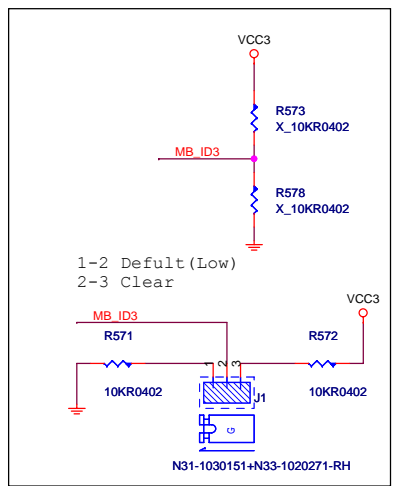 VCC3
R573
X_10KR0402
MB_ID3
R578
X_10KR0402
1-2 Defult(Low)
2-3 Clear
VCC3
MB_ID3
R571
R572
1 2 3
10KR0402
J1
10KR0402
G
N31-1030151+N33-1020271-RH